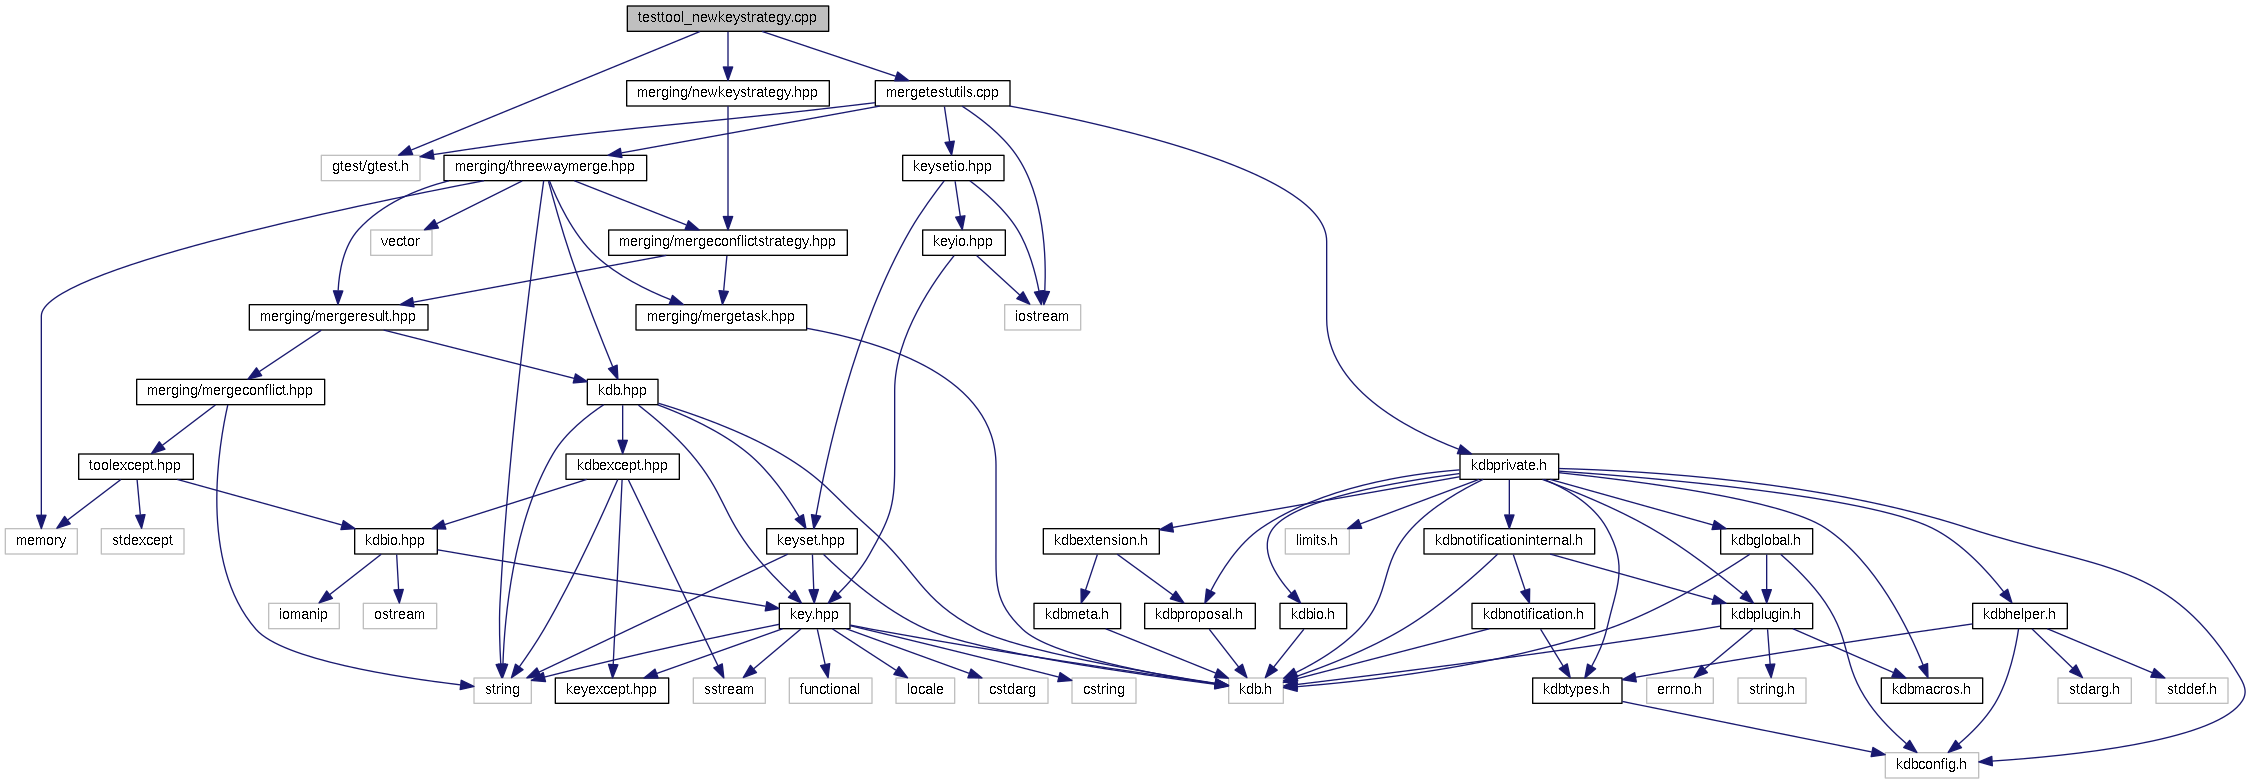 testtool_newkeystrategy.cpp
merging/newkeystrategy.hpp
mergetestutils.cpp
gtest/gtest.h
merging/threewaymerge.hpp
keysetio.hpp
vector
merging/mergeconflictstrategy.hpp
keyio.hpp
merging/mergeresult.hpp
merging/mergetask.hpp
iostream
merging/mergeconflict.hpp
kdb.hpp
toolexcept.hpp
kdbexcept.hpp
kdbprivate.h
memory
stdexcept
kdbio.hpp
keyset.hpp
kdbextension.h
limits.h
kdbnotificationinternal.h
kdbglobal.h
iomanip
ostream
key.hpp
kdbmeta.h
kdbproposal.h
kdbio.h
kdbnotification.h
kdbplugin.h
kdbhelper.h
string
keyexcept.hpp
sstream
functional
locale
cstdarg
cstring
kdb.h
kdbtypes.h
errno.h
string.h
kdbmacros.h
stdarg.h
stddef.h
kdbconfig.h